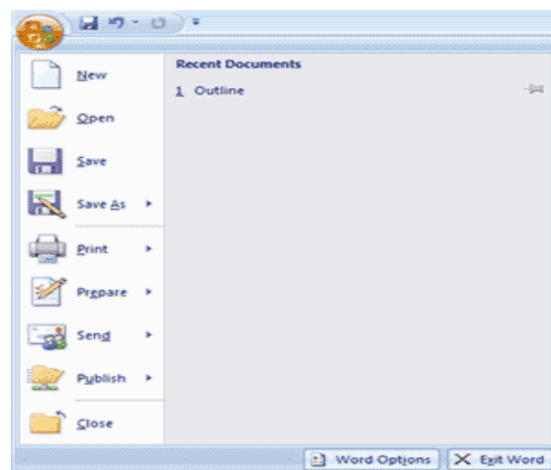 New
Open
Save
Save As
Print
Prepare
Send
Publish
Close
Recent Documents
1 Outline
Word Options
Exit Word